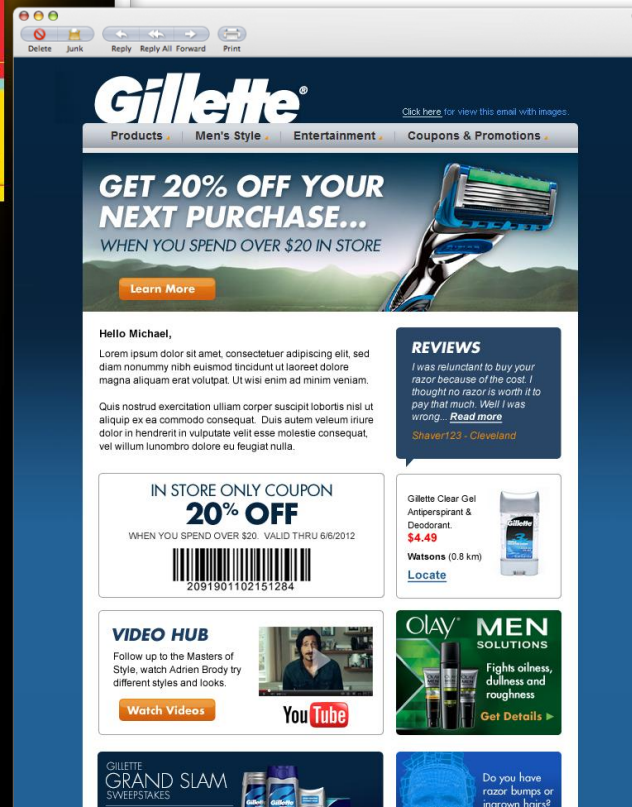 Delete
Junk
Reply
Reply All
Forward
Print
Gillette®
Click here for view this email with images.
Products
Men's Style
Entertainment
Coupons & Promotions
GET 20% OFF YOUR
NEXT PURCHASE...
WHEN YOU SPEND OVER $20 IN STORE
Learn More
Hello Michael,
Lorem ipsum dolor sit amet, consectetuer adipiscing elit, sed
diam nonummy nibh euismod tincidunt ut laoreet dolore
magna aliquam erat volutpat. Ut wisi enim ad minim veniam.
Quis nostrud exercitation ulliam corper suscipit lobortis nisl ut
aliquip ex ea commodo consequat. Duis autem veleum iriure
dolor in hendrerit in vulputate velit esse molestie consequat,
vel willum lunombro dolore eu feugiat nulla.
REVIEWS
I was relunctant to buy your
razor because of the cost. I
thought no razor is worth it to
pay that much. Well I was
wrong... Read more
Shaver123 - Cleveland
IN STORE ONLY COUPON
20% OFF
WHEN YOU SPEND OVER $20. VALID THRU 6/6/2012
2091901102151284
Gillette Clear Gel
Antiperspirant &
Deodorant.
$4.49
Watsons (0.8 km)
Locate
Gillette
VIDEO HUB
Follow up to the Masters of
Style, watch Adrien Brody try
different styles and looks.
Watch Videos
YouTube
OLAY® MEN
SOLUTIONS
Fights oilness,
dullness and
roughness
Get Details
GILLETTE
GRAND SLAM
SWEEPSTAKES
Gillette
Gillette
Do you have
razor bumps or
ingrown hairs?